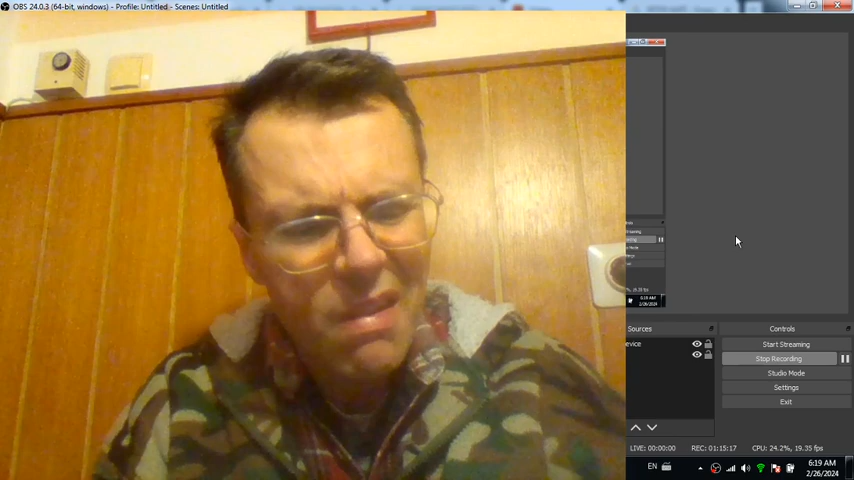 OBS 24.0.3 (64-bit, windows) - Profile: Untitled - Scenes: Untitled
Sources
Controls
Start Streaming
Stop Recording
Studio Mode
Settings
Exit
LIVE: 00:00:00
REC: 01:15:17
CPU: 24.2%, 19.35 fps
EN
6:19 AM
2/26/2024